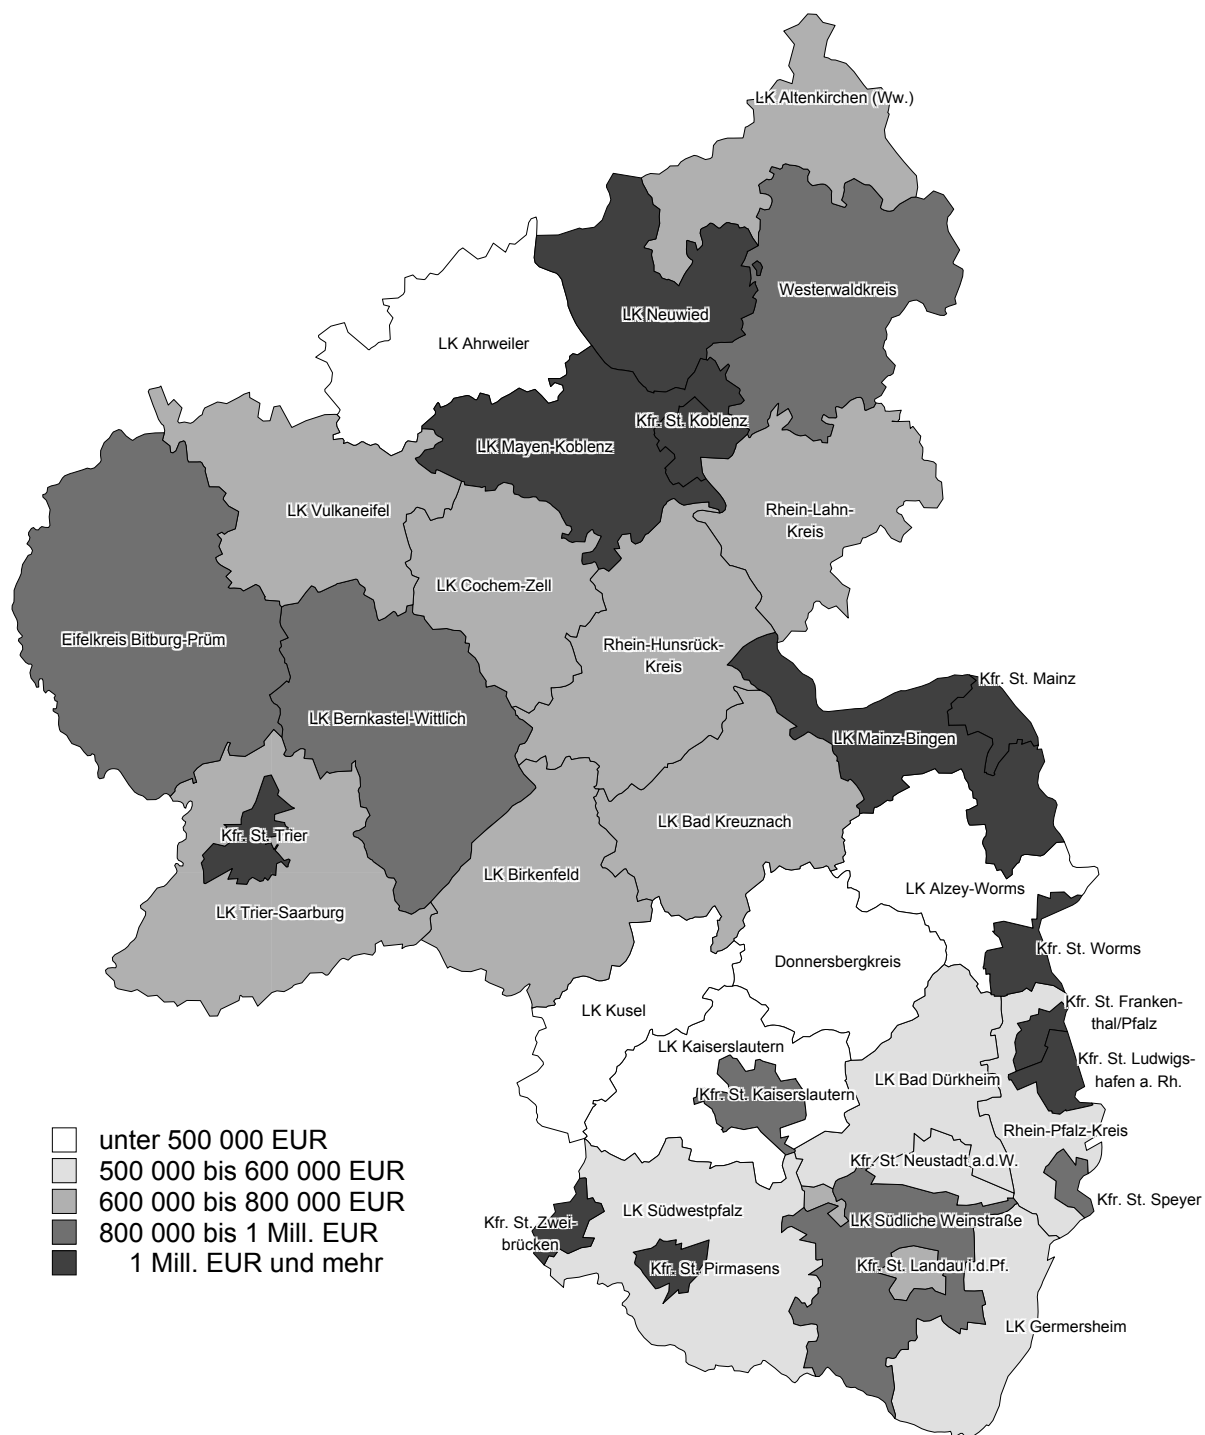 LK Altenkirchen (Ww.)
Westerwaldkreis
LK Neuwied
LK Ahrweiler
Kfr. St. Koblenz
LK Mayen-Koblenz
LK Vulkaneifel
Rhein-Lahn-
Kreis
LK Cochem-Zell
Eifelkreis Bitburg-Prüm
Rhein-Hunsrück-
Kreis
Kfr. St. Mainz
LK Bernkastel-Wittlich
LK Mainz-Bingen
LK Bad Kreuznach
Kfr. St. Trier
LK Birkenfeld
LK Alzey-Worms
LK Trier-Saarburg
Kfr. St. Worms
Donnersbergkreis
LK Kusel
Kfr. St. Franken-
thal/Pfalz
LK Kaiserslautern
Kfr. St. Ludwigs-
hafen a. Rh.
LK Bad Dürkheim
Kfr. St. Kaiserslautern
Rhein-Pfalz-Kreis
Kfr. St. Neustadt a.d.W.
Kfr. St. Speyer
LK Südwestpfalz
LK Südliche Weinstraße
Kfr. St. Zwei-
brücken
Kfr. St. Pirmasens
Kfr. St. Landau i.d.Pf.
LK Germersheim
unter 500 000 EUR
500 000 bis 600 000 EUR
600 000 bis 800 000 EUR
800 000 bis 1 Mill. EUR
1 Mill. EUR und mehr